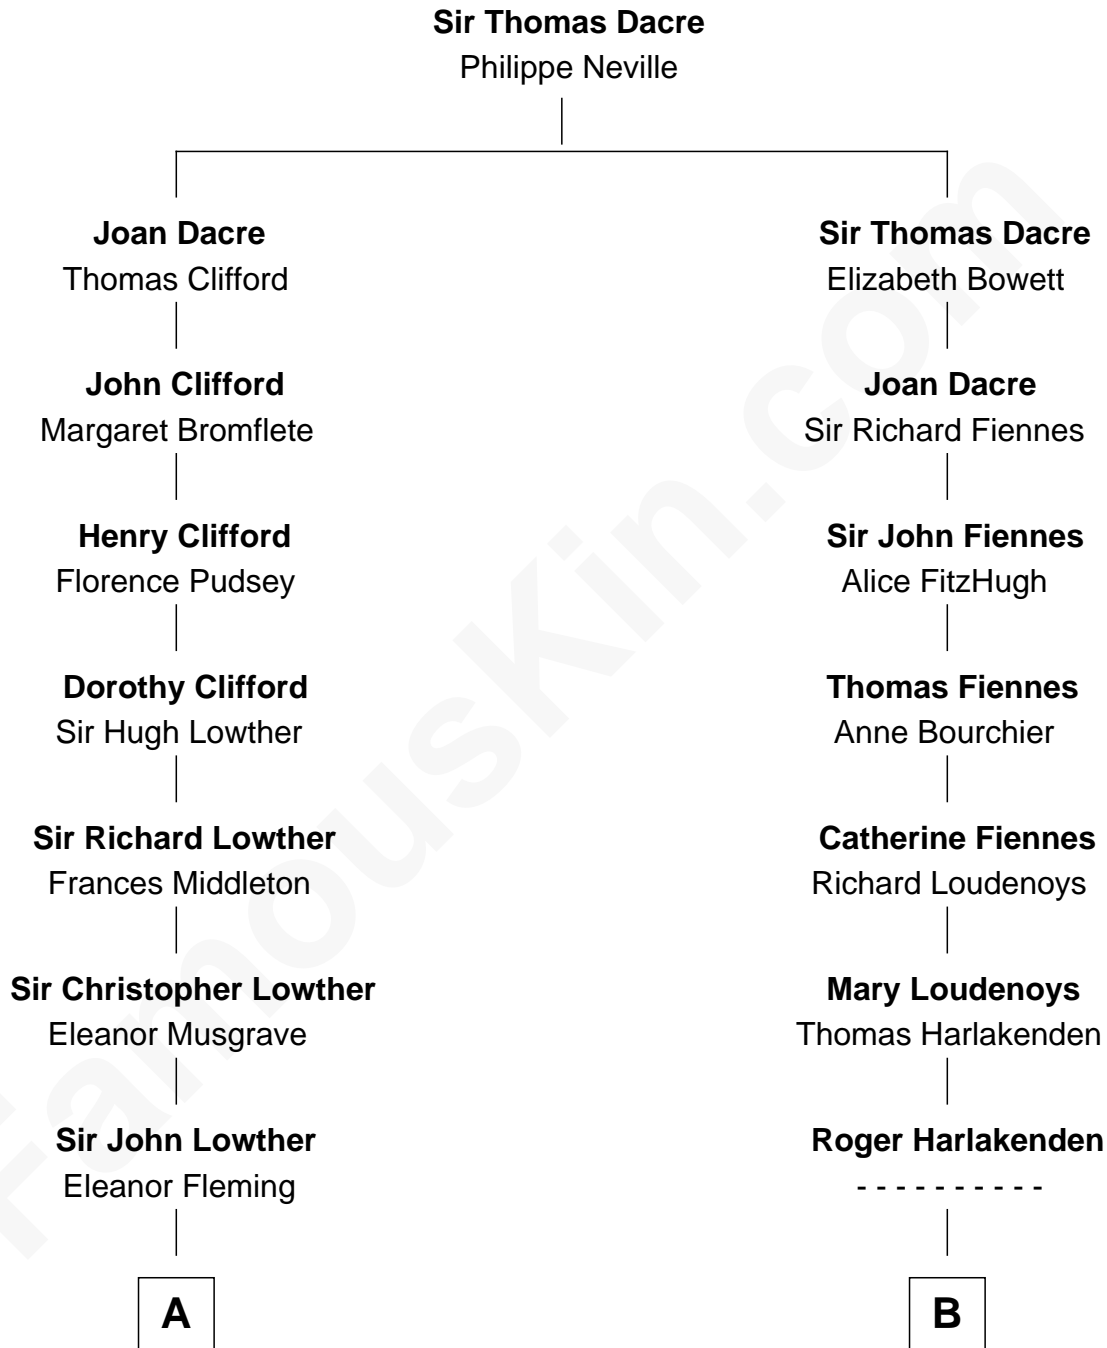 Sir Thomas Dacre
Philippe Neville
Joan Dacre
Thomas Clifford
Sir Thomas Dacre
Elizabeth Bowett
John Clifford
Margaret Bromflete
Joan Dacre
Sir Richard Fiennes
Henry Clifford
Florence Pudsey
Sir John Fiennes
Alice FitzHugh
Dorothy Clifford
Sir Hugh Lowther
Thomas Fiennes
Anne Bourchier
Sir Richard Lowther
Frances Middleton
Catherine Fiennes
Richard Loudenoys
Sir Christopher Lowther
Eleanor Musgrave
Mary Loudenoys
Thomas Harlakenden
Sir John Lowther
Eleanor Fleming
Roger Harlakenden
- - - - - - - - - -
A
B
FamousKin.com